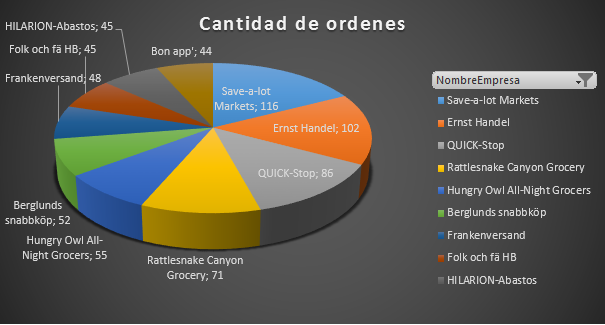 Cantidad de ordenes
HILARION-Abastos; 45
Folk och fä HB; 45
Bon app'; 44
Frankenversand; 48
Save-a-lot
Markets; 116
Ernst Handel; 102
QUICK-Stop; 86
Berglunds
snabbköp; 52
Hungry Owl All-
Night Grocers; 55
Rattlesnake Canyon
Grocery; 71
NombreEmpresa
Save-a-lot Markets
Ernst Handel
QUICK-Stop
Rattlesnake Canyon Grocery
Hungry Owl All-Night Grocers
Berglunds snabbköp
Frankenversand
Folk och fä HB
HILARION-Abastos